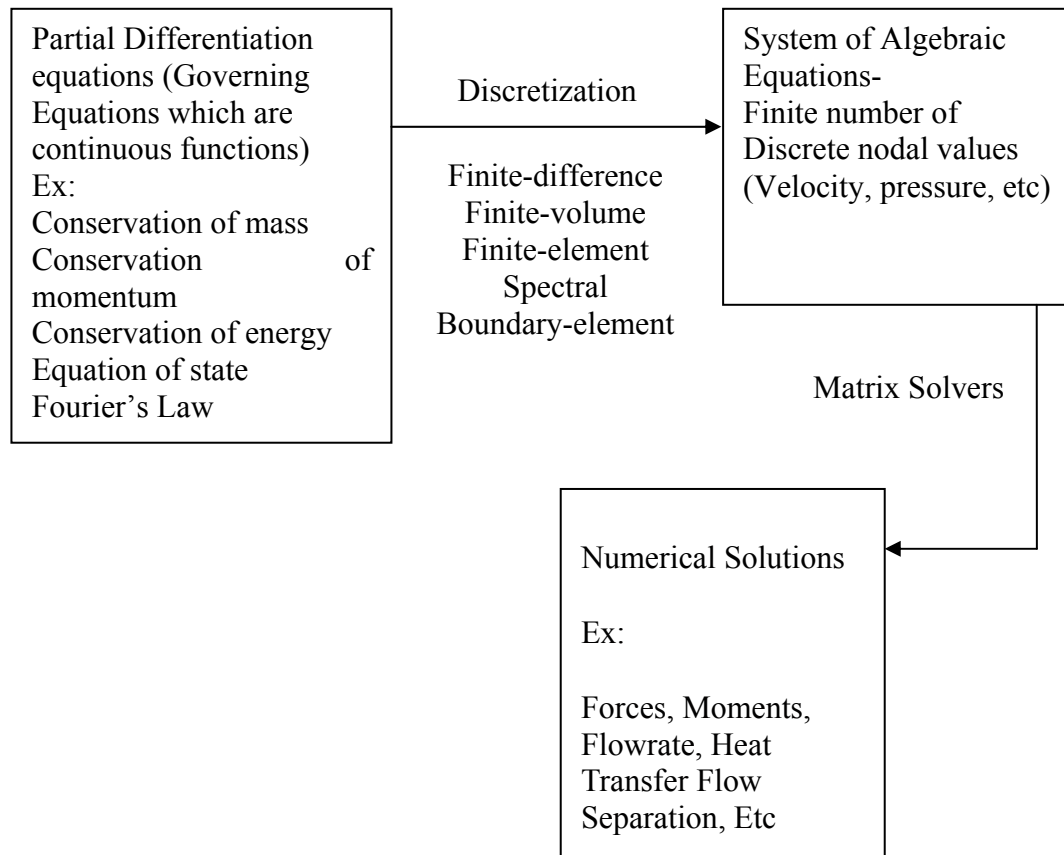 Partial Differentiation
equations (Governing
Equations which are
continuous functions)
Ex:
Conservation of mass
Conservation of
momentum
Conservation of energy
Equation of state
Fourier’s Law
Discretization
Finite-difference
Finite-volume
Finite-element
Spectral
Boundary-element
System of Algebraic
Equations-
Finite number of
Discrete nodal values
(Velocity, pressure, etc)
Matrix Solvers
Numerical Solutions
Ex:
Forces, Moments,
Flowrate, Heat
Transfer Flow
Separation, Etc